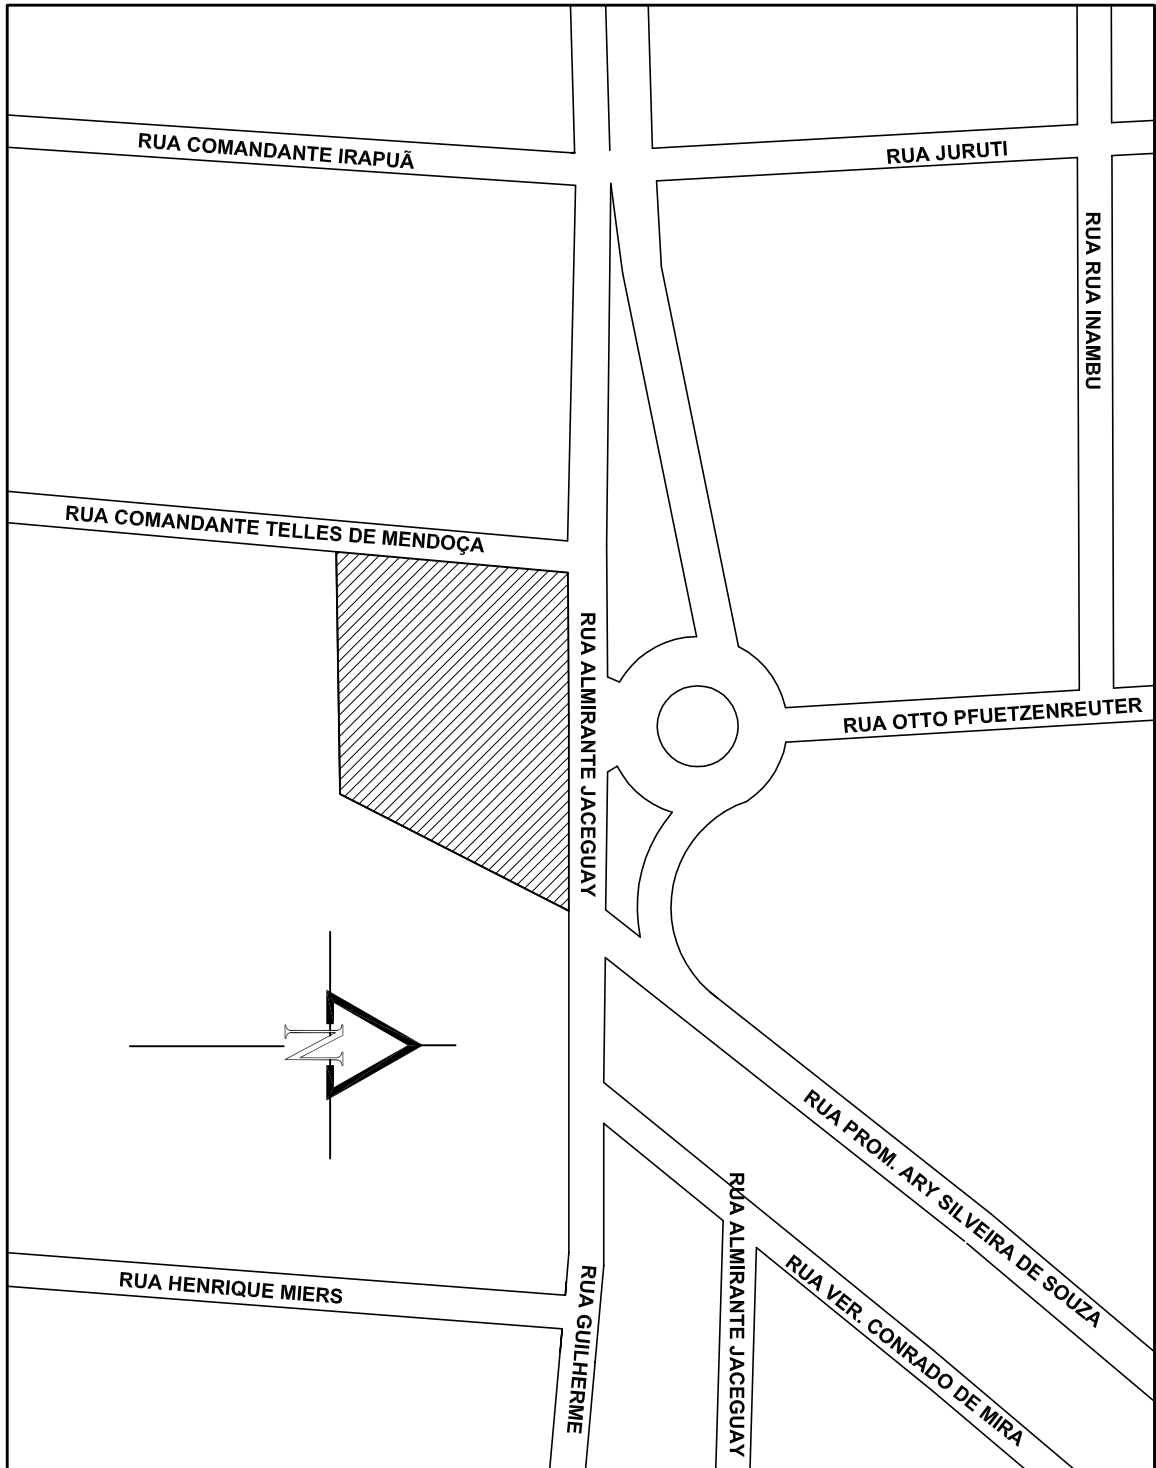 RUA COMANDANTE IRAPUÃ
RUA JURUTI
RUA RUA INAMBU
RUA COMANDANTE TELLES DE MENDOÇA
RUA ALMIRANTE JACEGUAY
RUA OTTO PFUETZENREUTER
N
RUA PROM. ARY SILVEIRA DE SOUZA
RUA ALMIRANTE JACEGUAY
RUA VER. CONRADO DE MIRA
RUA HENRIQUE MIERS
RUA GUILHERME